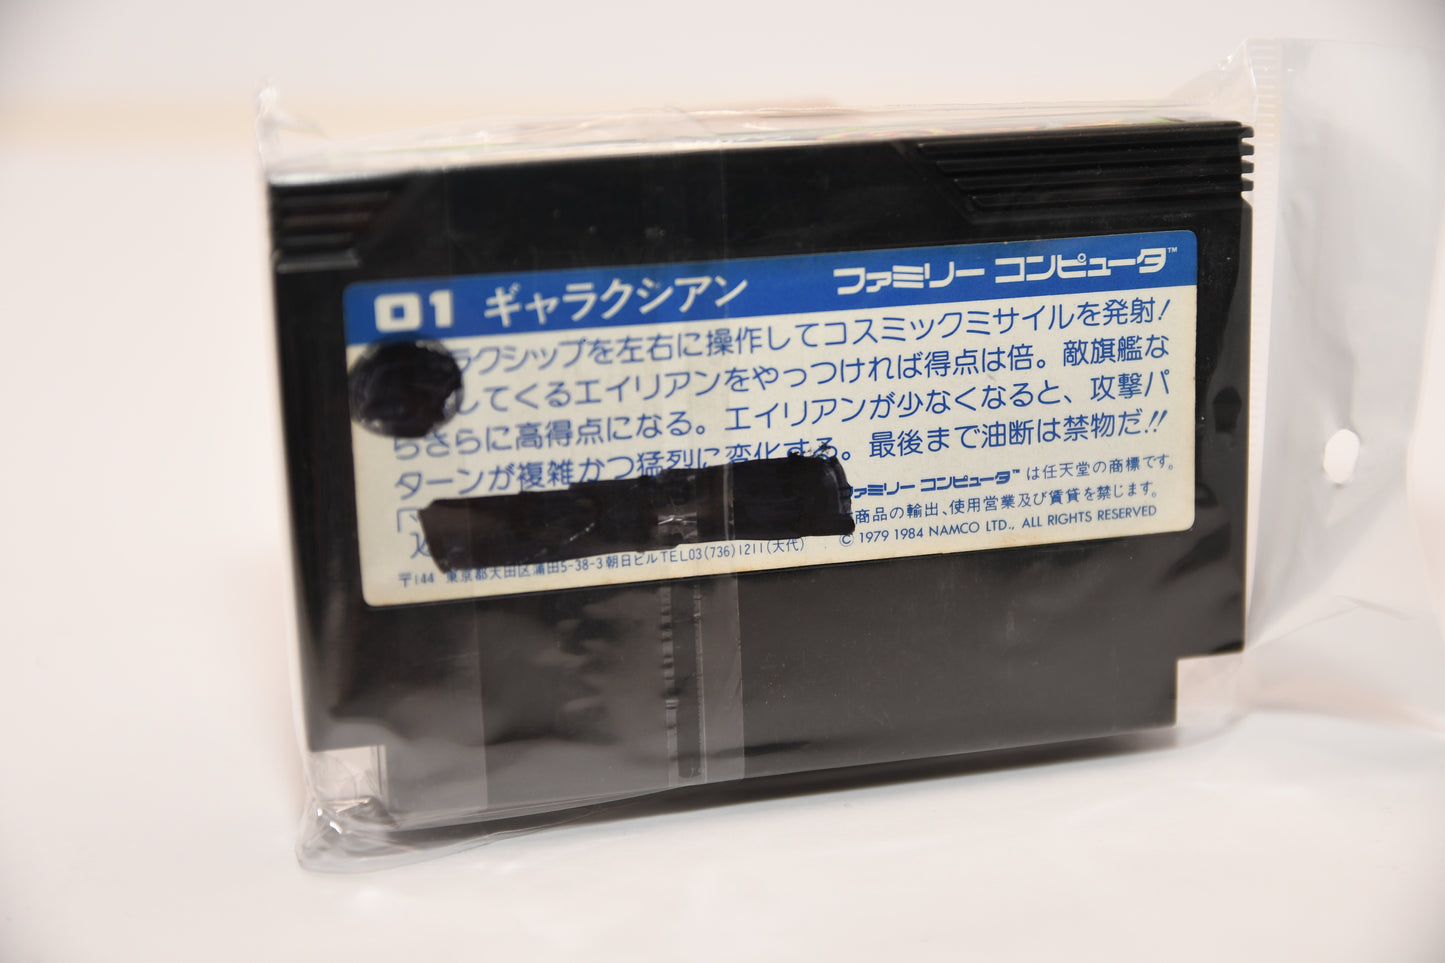 01 ギャラクシアン ファミリー コンピュータ™
ラクシップを左右に操作してコスミックミサイルを発射!
してくるエイリアンをやっつければ得点は倍。敵旗艦な
らさらに高得点になる。エイリアンが少なくなると、攻撃パ
ターンが複雑かつ猛烈に変化する。最後まで油断は禁物だ!!
ファミリー コンピュータ™ は任天堂の商標です。
商品の輸出、使用営業及び賃貸を禁じます。
© 1979 1984 NAMCO LTD., ALL RIGHTS RESERVED
〒144 東京都大田区蒲田5-38-3 朝日ビル TEL03(736)1211(大代)